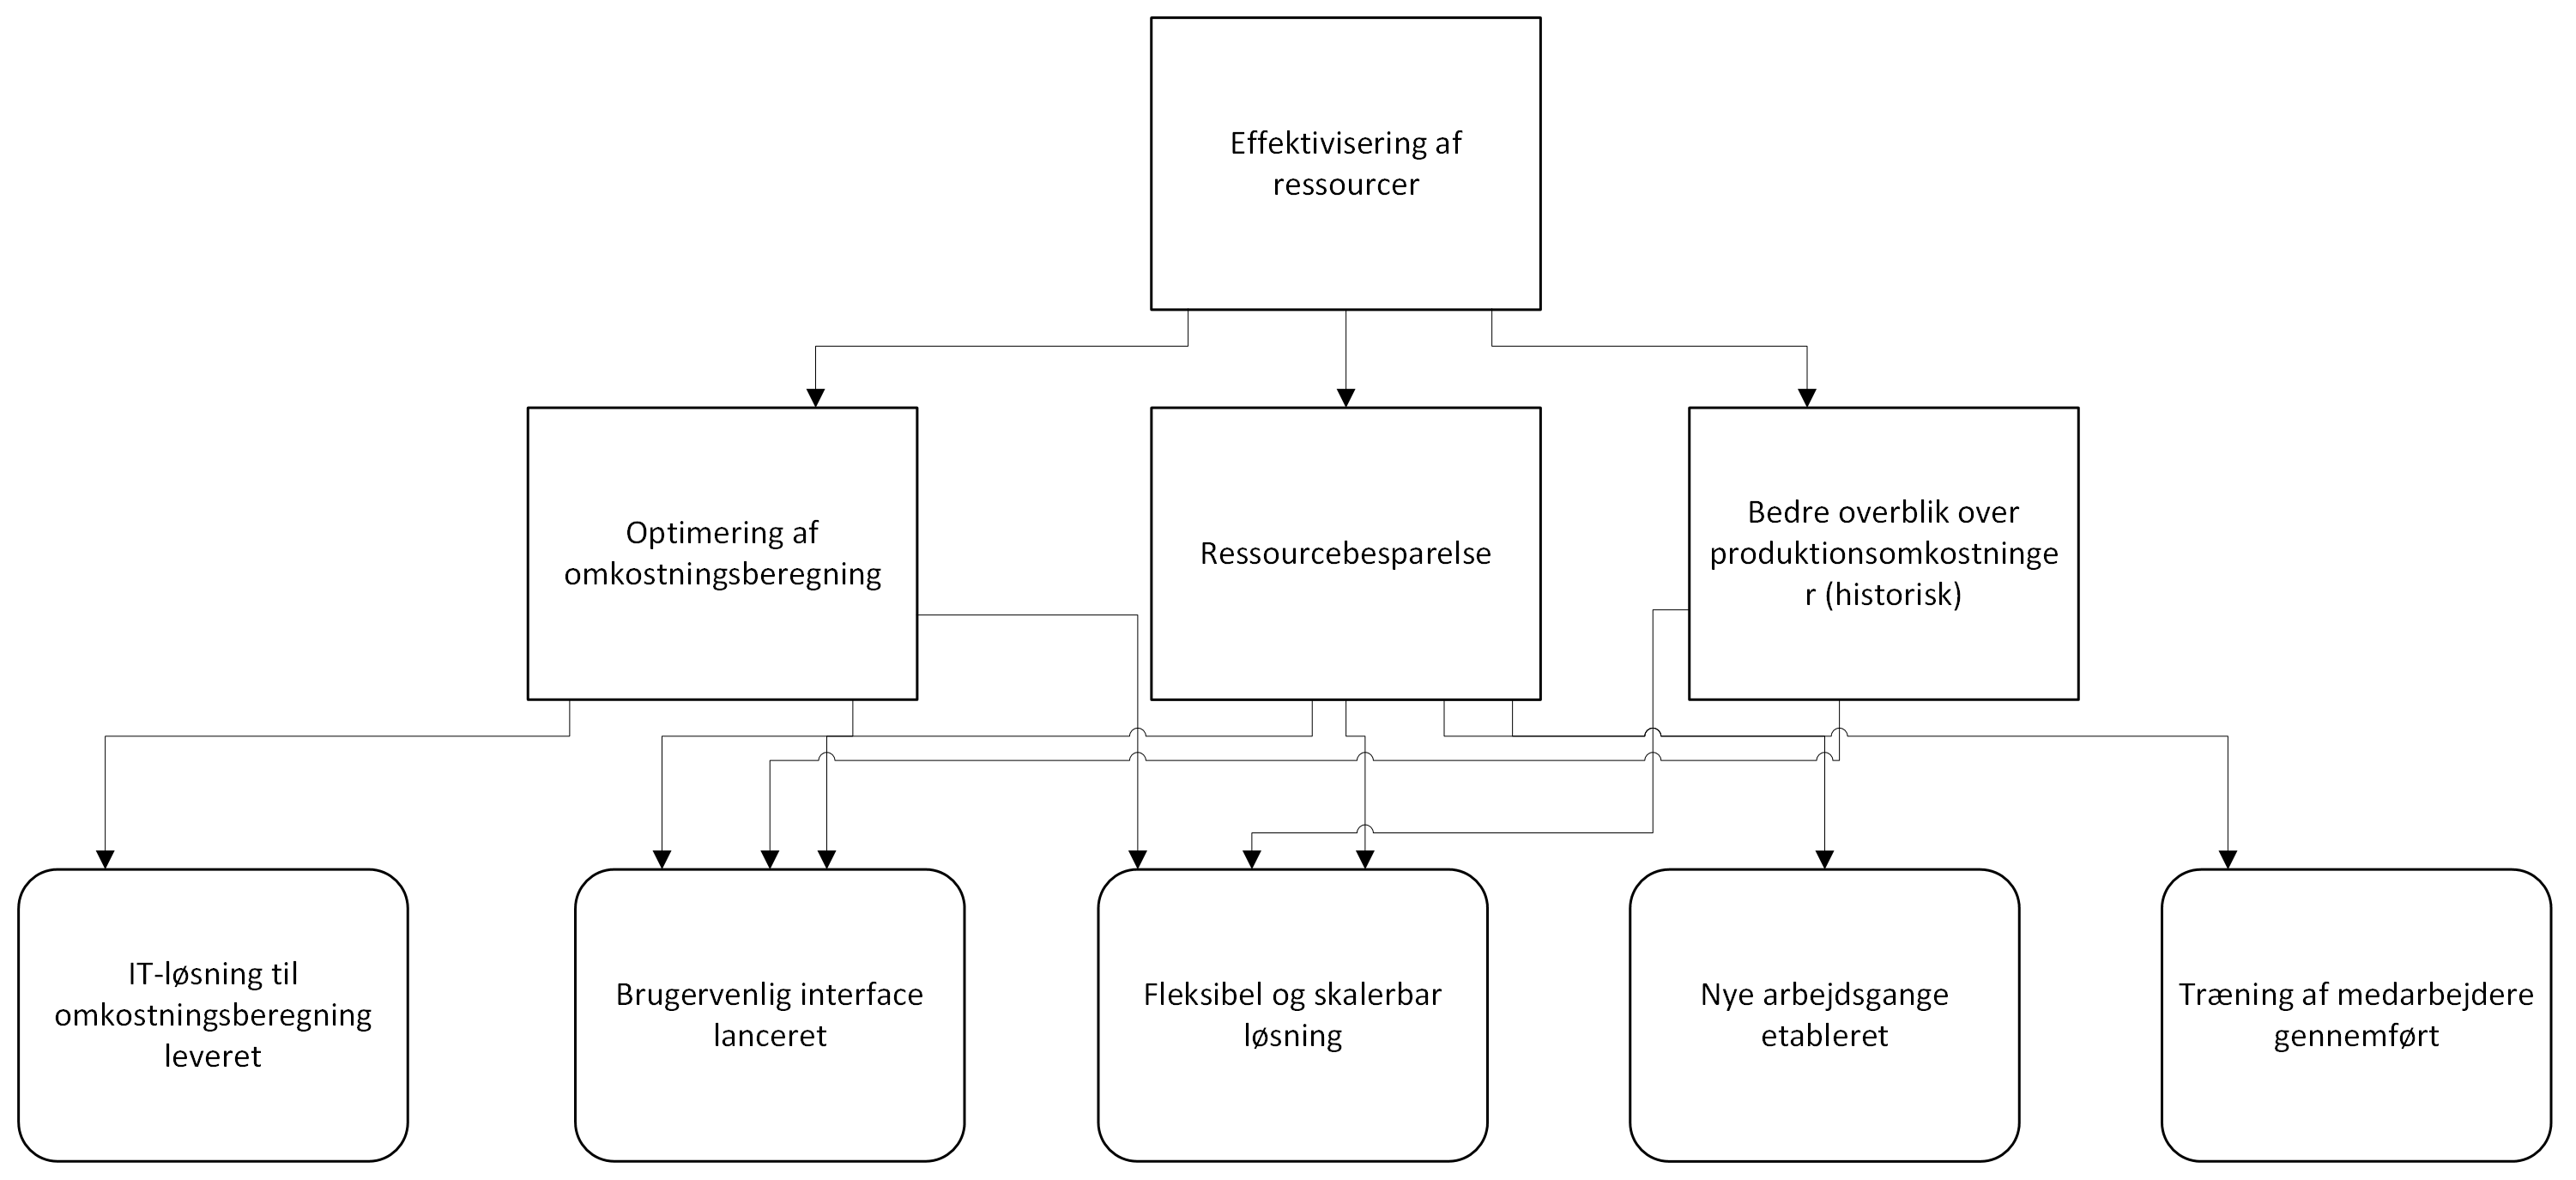 Effektivisering af
ressourcer
Optimering af
omkostningsberegning
Ressourcebesparelse
Bedre overblik over
produktionsomkostninge
r (historisk)
IT-løsning til
omkostningsberegning
leveret
Brugervenlig interface
lanceret
Fleksibel og skalerbar
løsning
Nye arbejdsgange
etableret
Træning af medarbejdere
gennemført